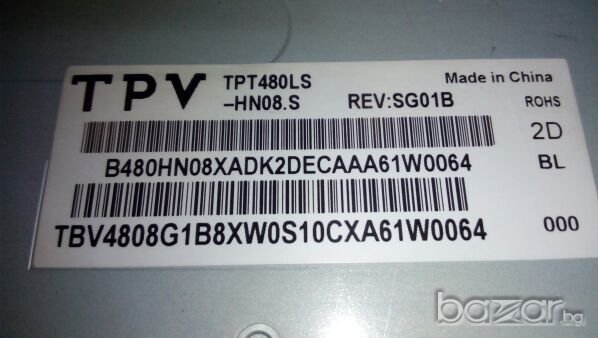 TPV TPT480LS Made in China
-HN08.S REV:SG01B ROHS
2D
B480HN08XADK2DECAAA61W0064 BL
TBV4808G1B8XW0S10CXA61W0064 000
bazar.bg